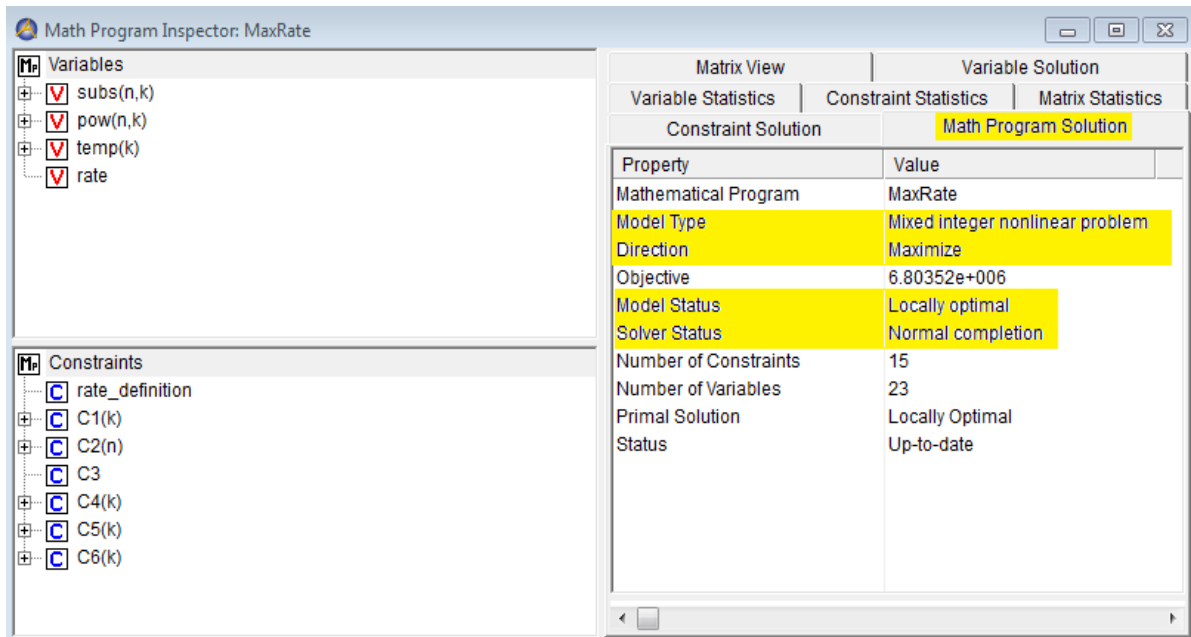 Math Program Inspector: MaxRate
Mp Variables
V subs(n,k)
V pow(n,k)
V temp(k)
V rate
Mp Constraints
C rate_definition
C C1(k)
C C2(n)
C C3
C C4(k)
C C5(k)
C C6(k)
Matrix View Variable Solution
Variable Statistics Constraint Statistics Matrix Statistics
Constraint Solution Math Program Solution
Property Value
Mathematical Program MaxRate
Model Type Mixed integer nonlinear problem
Direction Maximize
Objective 6.80352e+006
Model Status Locally optimal
Solver Status Normal completion
Number of Constraints 15
Number of Variables 23
Primal Solution Locally Optimal
Status Up-to-date